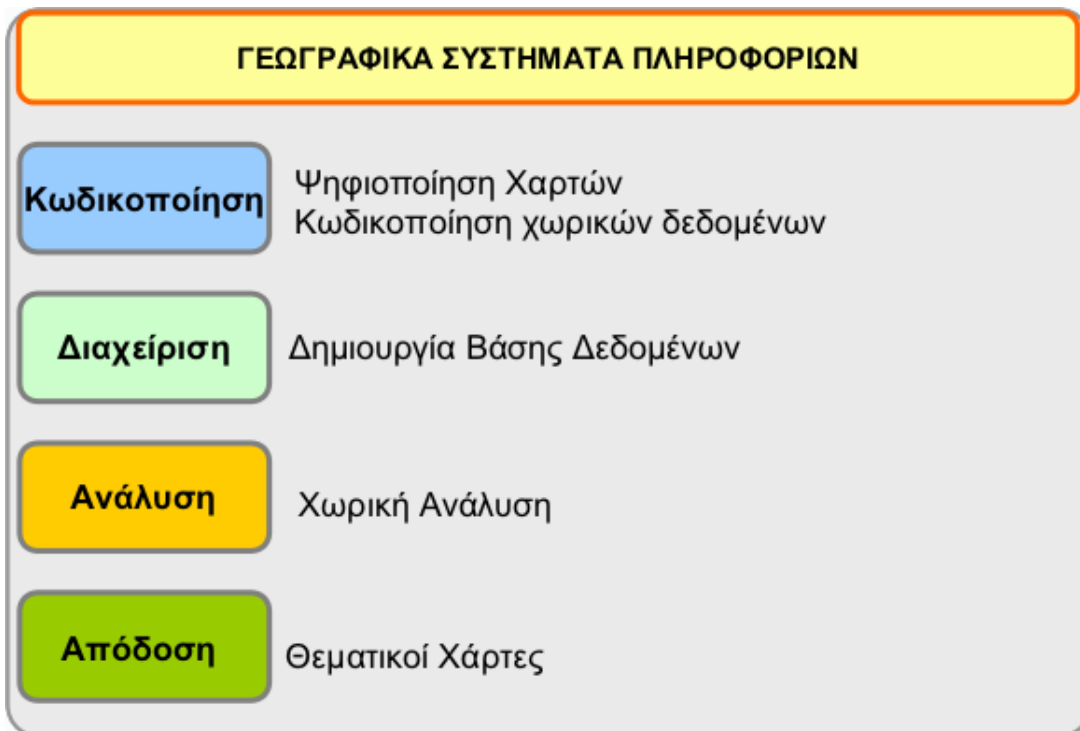 ΓΕΩΓΡΑΦΙΚΑ ΣΥΣΤΗΜΑΤΑ ΠΛΗΡΟΦΟΡΙΩΝ
Κωδικοποίηση
Ψηφιοποίηση Χαρτών
Κωδικοποίηση χωρικών δεδομένων
Διαχείριση
Δημιουργία Βάσης Δεδομένων
Ανάλυση
Χωρική Ανάλυση
Απόδοση
Θεματικοί Χάρτες